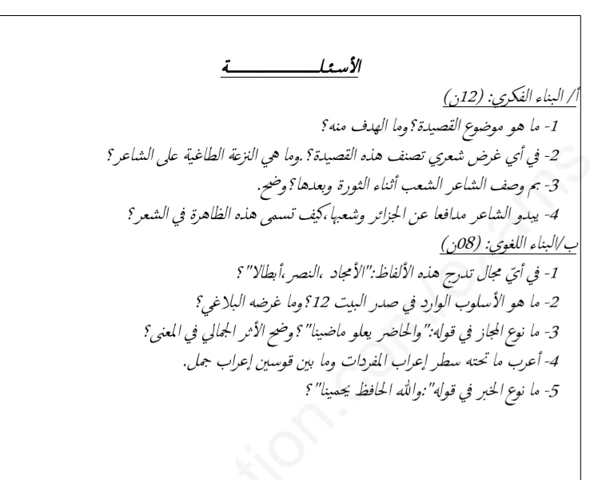 الأسئلة
أ/ البناء الفكري: (12ن)
1- ما هو موضوع القصيدة؟وما الهدف منه؟
2- في أي غرض شعري تصنف هذه القصيدة؟.وما هي النزعة الطاغية على الشاعر؟
3- بم وصف الشاعر الشعب أثناء الثورة وبعدها؟وضح.
4- يبدو الشاعر مدافعا عن الجزائر وشعبها،كيف تسمى هذه الظاهرة في الشعر؟
ب/البناء اللغوي: (08ن)
1- في أيّ مجال تدرج هذه الألفاظ:"الأمجاد ،النصر،أبطالا"؟
2- ما هو الأسلوب الوارد في صدر البيت 12؟وما غرضه البلاغي؟
3- ما نوع المجاز في قوله:"والحاضر يعلو ماضينا"؟وضح الأثر الجمالي في المعنى؟
4- أعرب ما تحته سطر إعراب المفردات وما بين قوسين إعراب جمل.
5- ما نوع الخبر في قوله":والله الحافظ يحمينا"؟